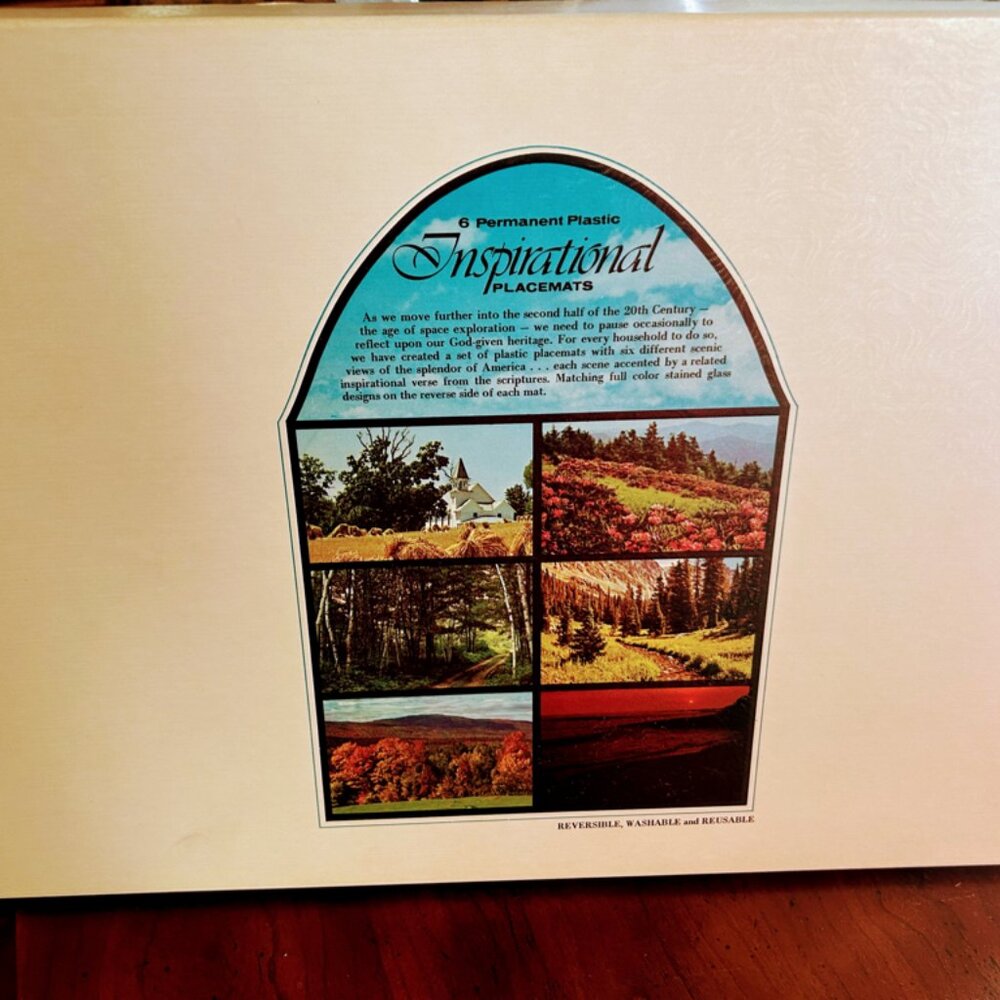 6 Permanent Plastic
Inspirational
PLACEMATS
As we move further into the second half of the 20th Century —
the age of space exploration — we need to pause occasionally to
reflect upon our God-given heritage. For every household to do so,
we have created a set of plastic placemats with six different scenic
views of the splendor of America . . . each scene accented by a related
inspirational verse from the scriptures. Matching full color stained glass
designs on the reverse side of each mat.
REVERSIBLE, WASHABLE and REUSABLE